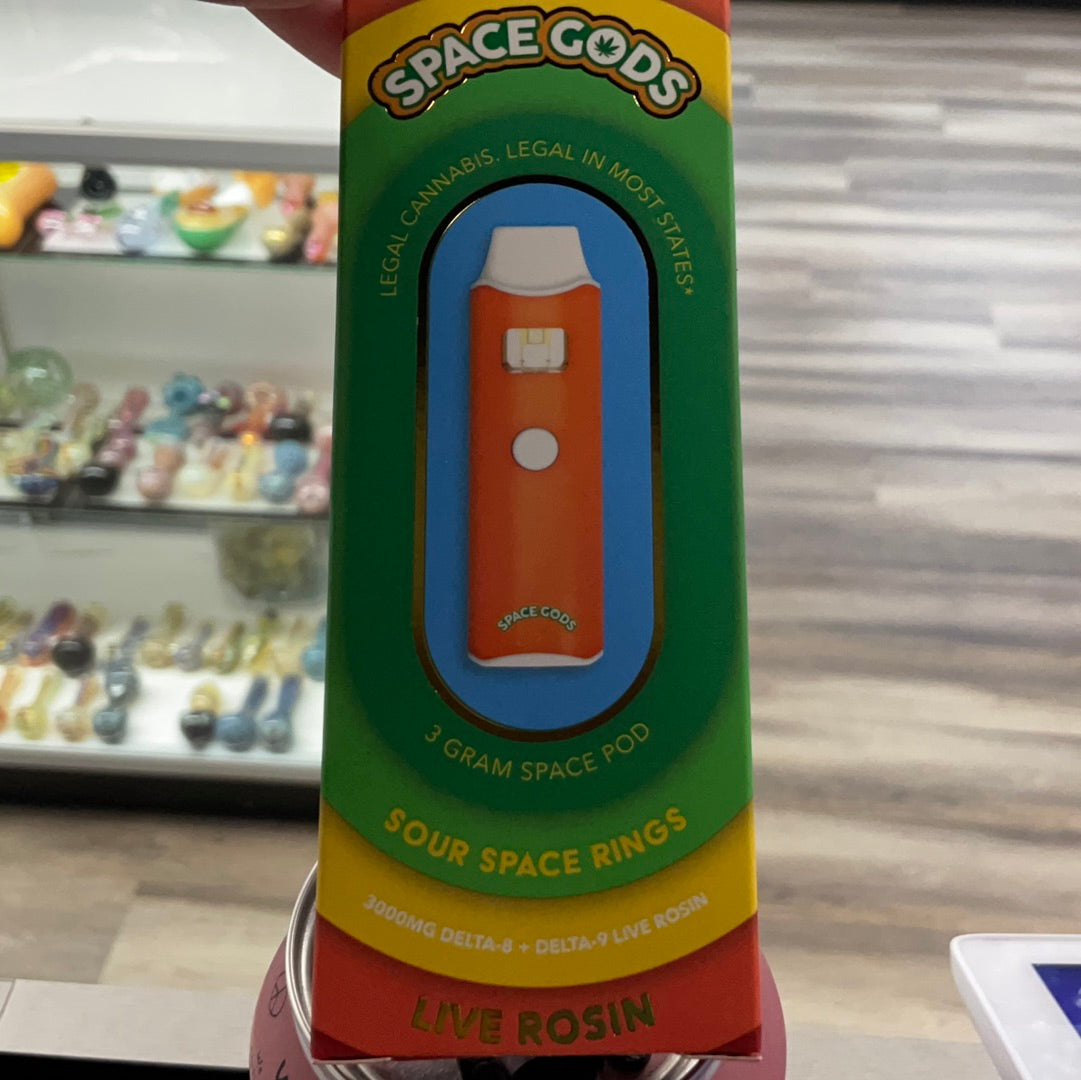 SPACE GODS
LEGAL CANNABIS. LEGAL IN MOST STATES*
SPACE GODS
3 GRAM SPACE POD
SOUR SPACE RINGS
3000MG DELTA-8 + DELTA-9 LIVE ROSIN
LIVE ROSIN